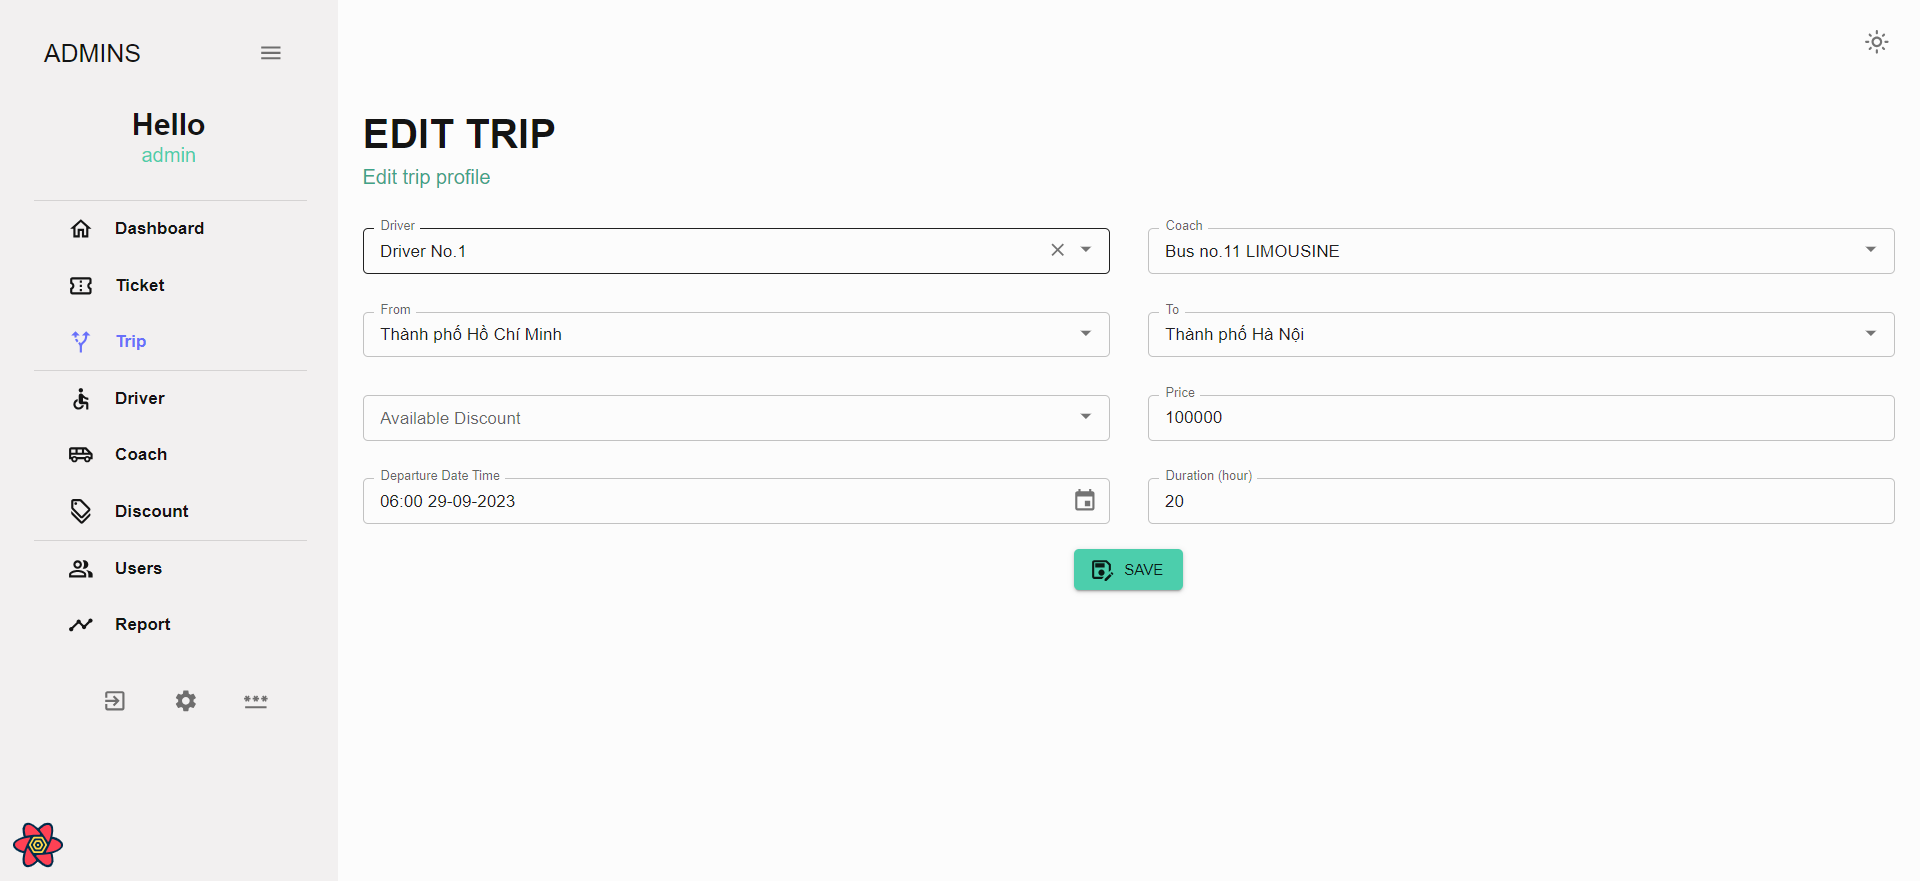 ADMINS
Hello
admin
Dashboard
Ticket
Trip
Driver
Coach
Discount
Users
Report
EDIT TRIP
Edit trip profile
Driver
Driver No.1
Coach
Bus no.11 LIMOUSINE
From
Thành phố Hồ Chí Minh
To
Thành phố Hà Nội
Available Discount
Price
100000
Departure Date Time
06:00 29-09-2023
Duration (hour)
20
SAVE